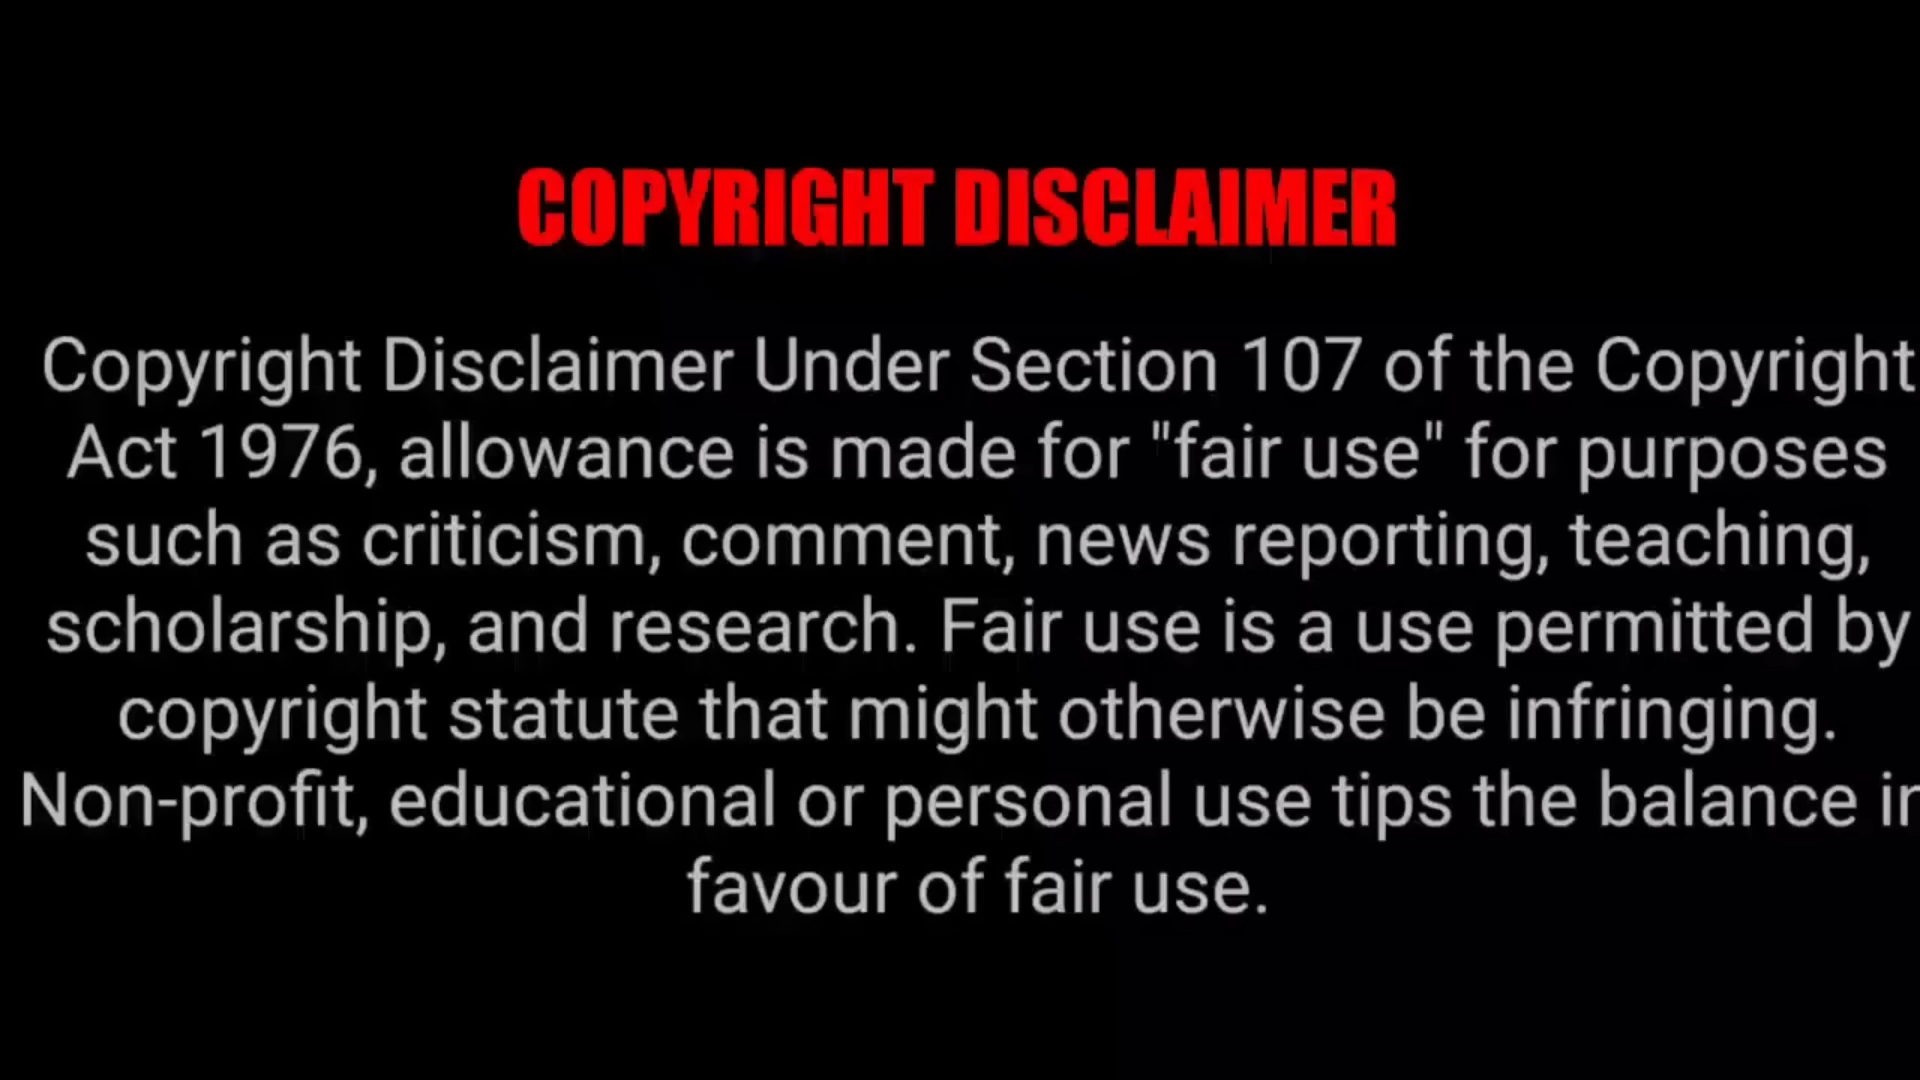 COPYRIGHT DISCLAIMER
Copyright Disclaimer Under Section 107 of the Copyright
Act 1976, allowance is made for "fair use" for purposes
such as criticism, comment, news reporting, teaching,
scholarship, and research. Fair use is a use permitted by
copyright statute that might otherwise be infringing.
Non-profit, educational or personal use tips the balance in
favour of fair use.